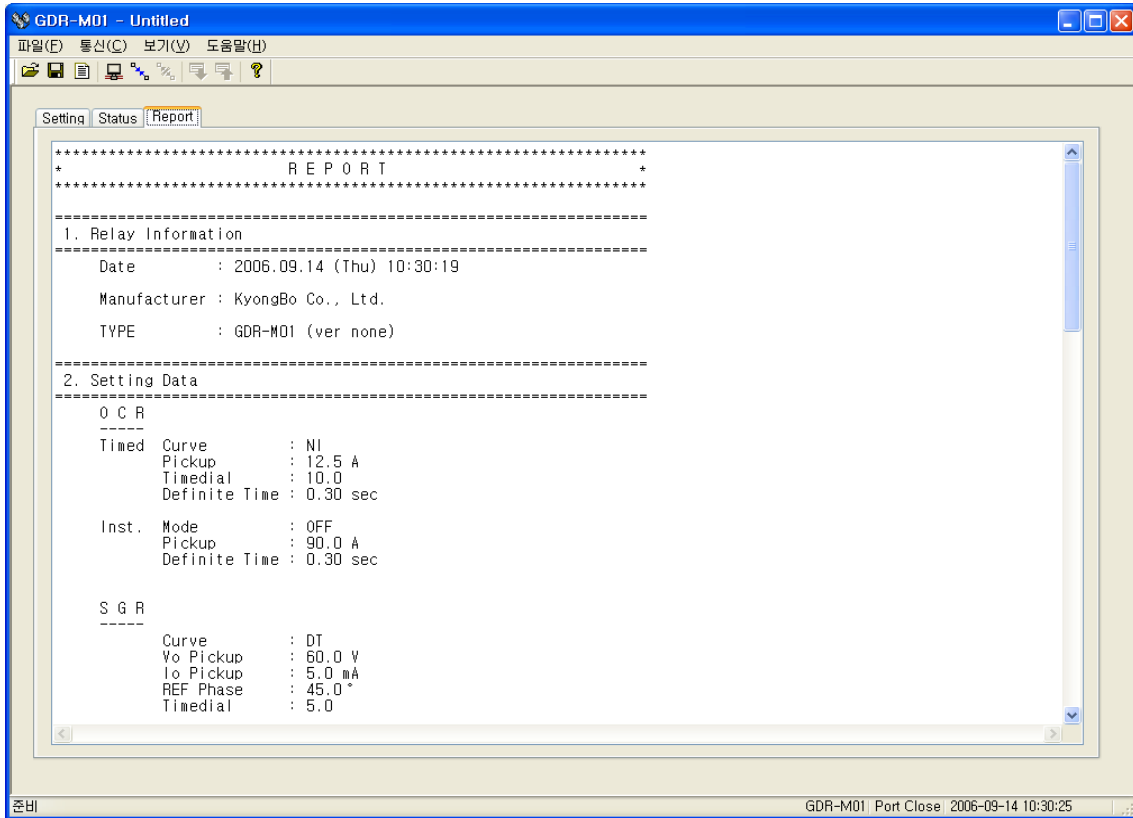 GDR-M01 - Untitled
파일(F) 통신(C) 보기(V) 도움말(H)
Setting Status Report
******************************************************************
* R E P O R T *
******************************************************************
==================================================================
1. Relay Information
==================================================================
Date : 2006.09.14 (Thu) 10:30:19
Manufacturer : KyongBo Co., Ltd.
TYPE : GDR-M01 (ver none)
==================================================================
2. Setting Data
==================================================================
O C R
-----
Timed Curve : NI
Pickup : 12.5 A
Timedial : 10.0
Definite Time : 0.30 sec
Inst. Mode : OFF
Pickup : 90.0 A
Definite Time : 0.30 sec
S G R
-----
Curve : DT
Vo Pickup : 60.0 V
Io Pickup : 5.0 mA
REF Phase : 45.0˚
Timedial : 5.0
준비 GDR-M01 Port Close 2006-09-14 10:30:25